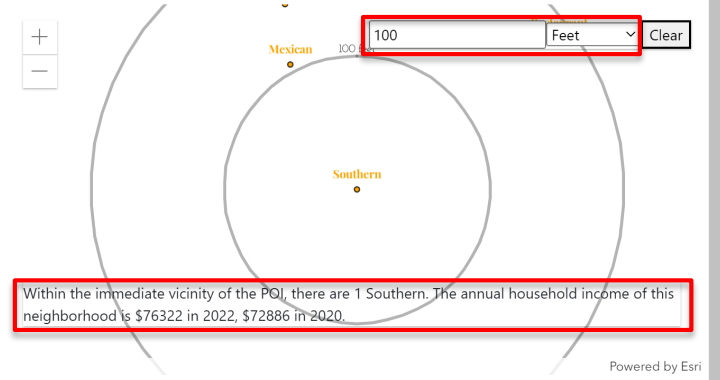 100
Feet
Clear
Mexican
100
Southern
Within the immediate vicinity of the POI, there are 1 Southern. The annual household income of this
neighborhood is $76322 in 2022, $72886 in 2020.
Powered by Esri